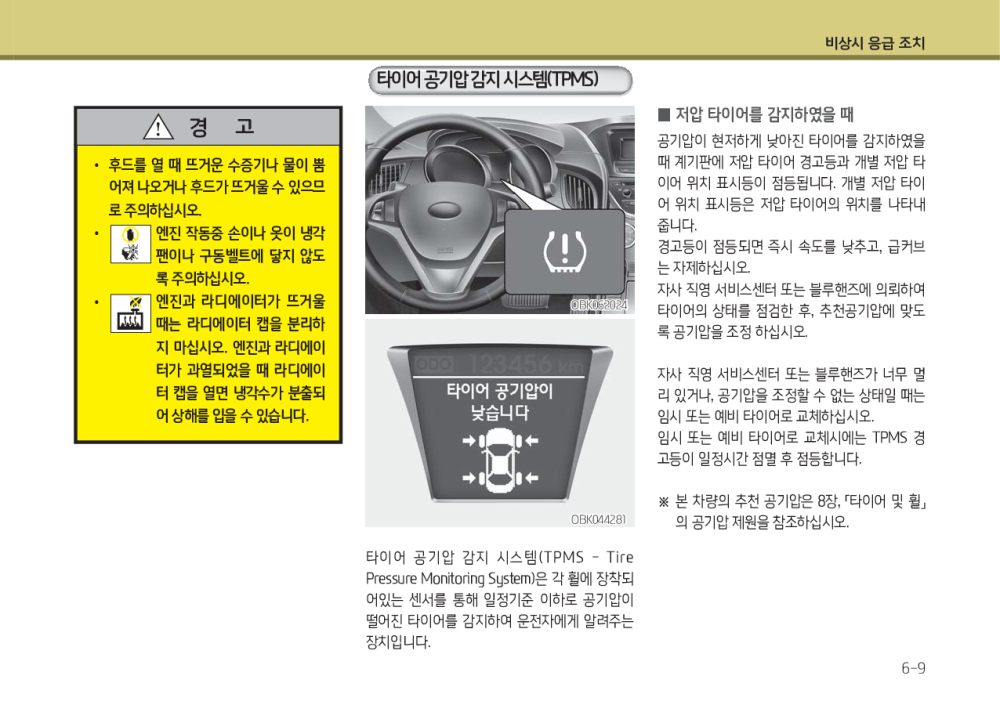 비상시 응급 조치
경 고
• 후드를 열 때 뜨거운 수증기나 물이 뿜
어져 나오거나 후드가 뜨거울 수 있으므
로 주의하십시오.
• 엔진 작동중 손이나 옷이 냉각
팬이나 구동벨트에 닿지 않도
록 주의하십시오.
• 엔진과 라디에이터가 뜨거울
때는 라디에이터 캡을 분리하
지 마십시오. 엔진과 라디에이
터가 과열되었을 때 라디에이
터 캡을 열면 냉각수가 분출되
어 상해를 입을 수 있습니다.
타이어 공기압 감지 시스템(TPMS)
OBK062024
ODO 123456 km
타이어 공기압이
낮습니다
OBK044281
타이어 공기압 감지 시스템(TPMS - Tire
Pressure Monitoring System)은 각 휠에 장착되
어있는 센서를 통해 일정기준 이하로 공기압이
떨어진 타이어를 감지하여 운전자에게 알려주는
장치입니다.
■ 저압 타이어를 감지하였을 때
공기압이 현저하게 낮아진 타이어를 감지하였을
때 계기판에 저압 타이어 경고등과 개별 저압 타
이어 위치 표시등이 점등됩니다. 개별 저압 타이
어 위치 표시등은 저압 타이어의 위치를 나타내
줍니다.
경고등이 점등되면 즉시 속도를 낮추고, 급커브
는 자제하십시오.
자사 직영 서비스센터 또는 블루핸즈에 의뢰하여
타이어의 상태를 점검한 후, 추천공기압에 맞도
록 공기압을 조정 하십시오.
자사 직영 서비스센터 또는 블루핸즈가 너무 멀
리 있거나, 공기압을 조정할 수 없는 상태일 때는
임시 또는 예비 타이어로 교체하십시오.
임시 또는 예비 타이어로 교체시에는 TPMS 경
고등이 일정시간 점멸 후 점등합니다.
※ 본 차량의 추천 공기압은 8장, 「타이어 및 휠」
의 공기압 제원을 참조하십시오.
6-9